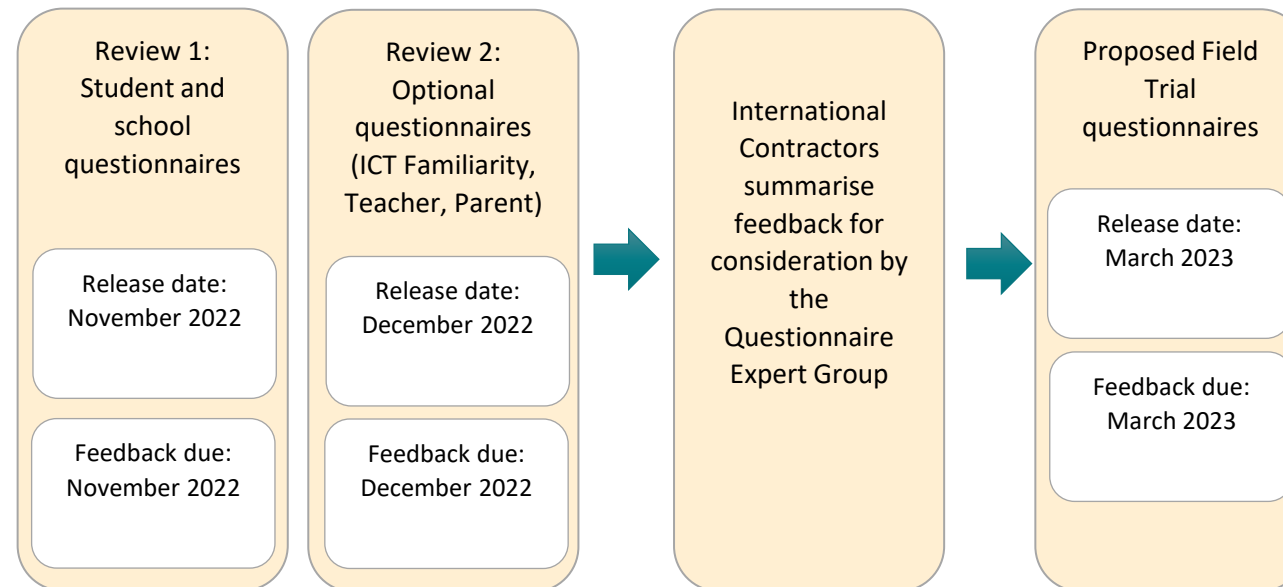 Review 1:
Student and
school
questionnaires
Release date:
November 2022
Feedback due:
November 2022
Review 2:
Optional
questionnaires
(ICT Familiarity,
Teacher, Parent)
Release date:
December 2022
Feedback due:
December 2022
International
Contractors
summarise
feedback for
consideration by
the
Questionnaire
Expert Group
Proposed Field
Trial
questionnaires
Release date:
March 2023
Feedback due:
March 2023